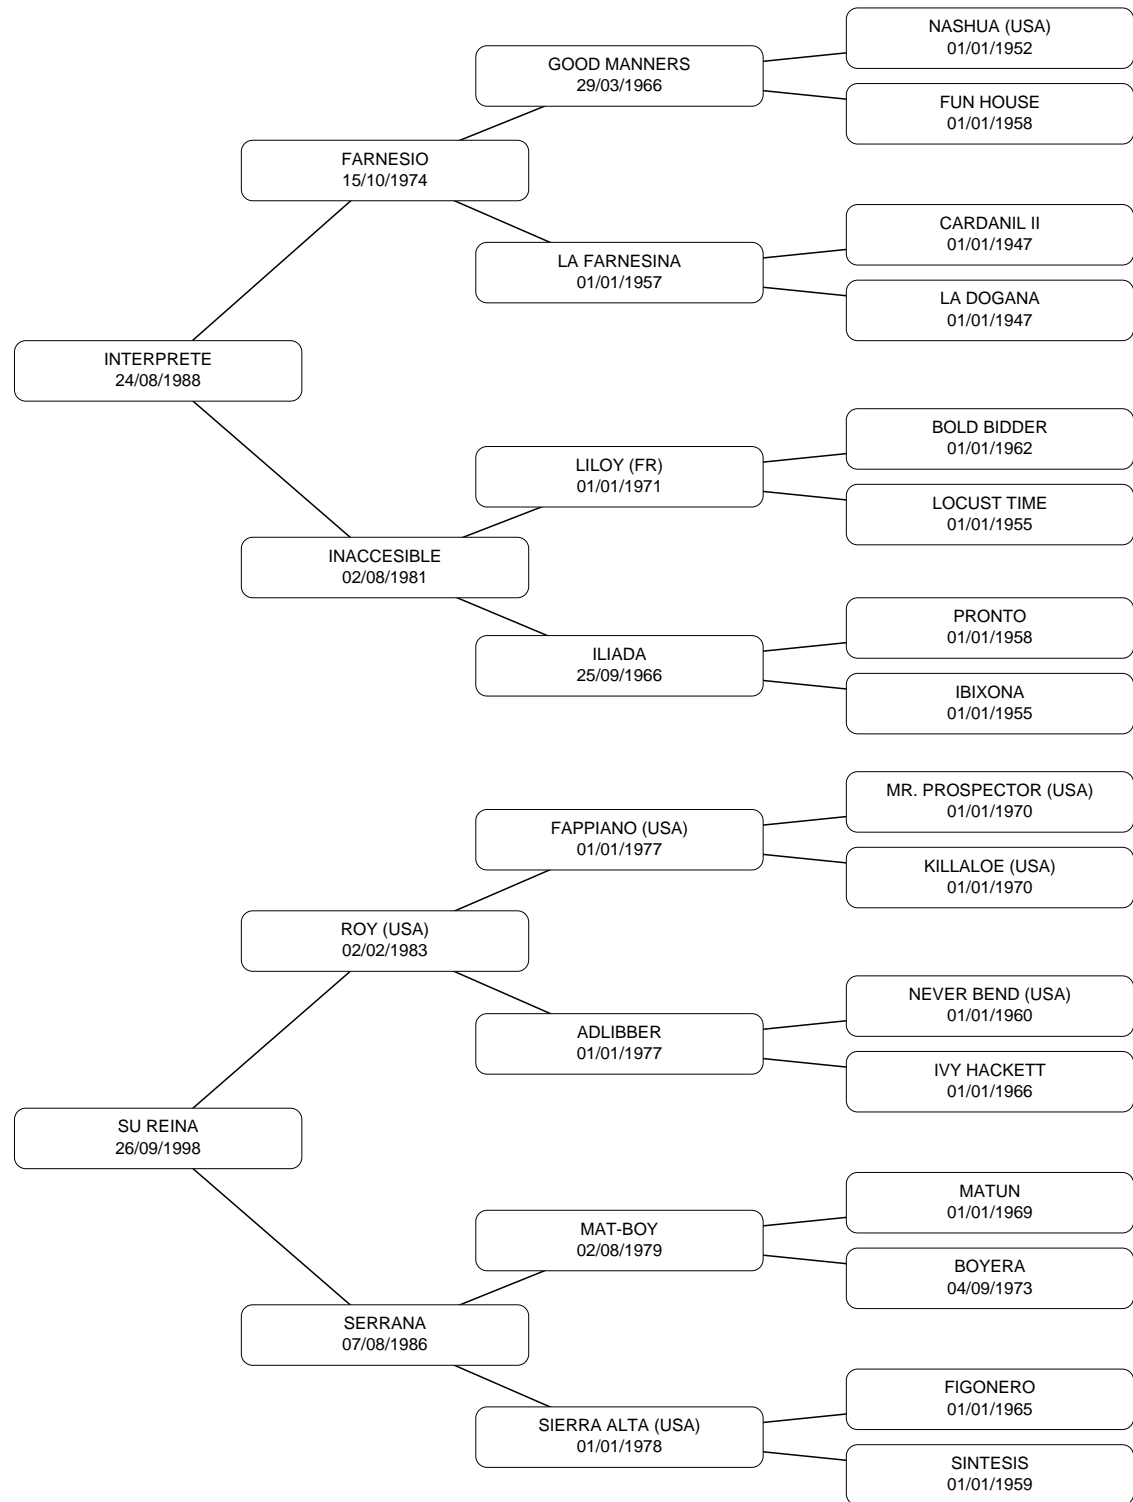 NASHUA (USA)
01/01/1952
GOOD MANNERS
29/03/1966
FUN HOUSE
01/01/1958
FARNESIO
15/10/1974
CARDANIL II
01/01/1947
LA FARNESINA
01/01/1957
LA DOGANA
01/01/1947
INTERPRETE
24/08/1988
BOLD BIDDER
01/01/1962
LILOY (FR)
01/01/1971
LOCUST TIME
01/01/1955
INACCESIBLE
02/08/1981
PRONTO
01/01/1958
ILIADA
25/09/1966
IBIXONA
01/01/1955
MR. PROSPECTOR (USA)
01/01/1970
FAPPIANO (USA)
01/01/1977
KILLALOE (USA)
01/01/1970
ROY (USA)
02/02/1983
NEVER BEND (USA)
01/01/1960
ADLIBBER
01/01/1977
IVY HACKETT
01/01/1966
SU REINA
26/09/1998
MATUN
01/01/1969
MAT-BOY
02/08/1979
BOYERA
04/09/1973
SERRANA
07/08/1986
FIGONERO
01/01/1965
SIERRA ALTA (USA)
01/01/1978
SINTESIS
01/01/1959